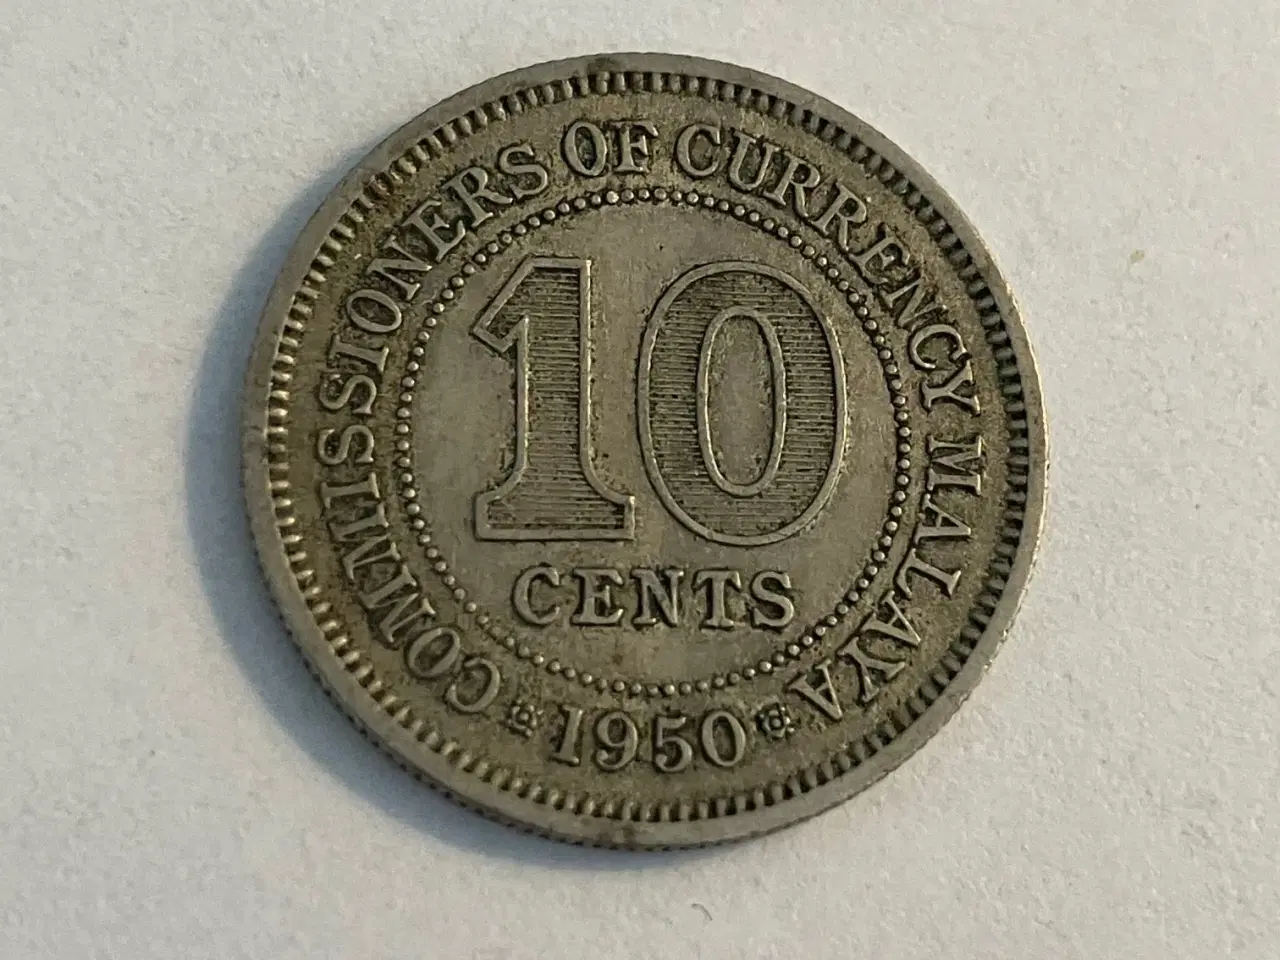 COMMISSIONERS OF CURRENCY MALAYA
10
CENTS
1950